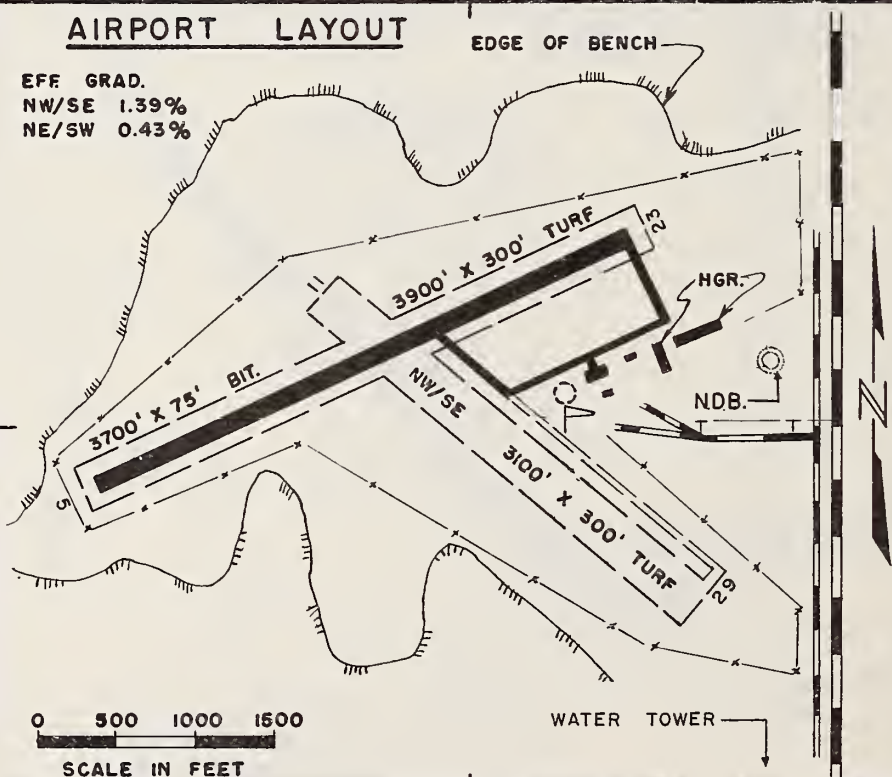 AIRPORT LAYOUT
EDGE OF BENCH
EFF. GRAD.
NW/SE 1.39%
NE/SW 0.43%
3900' X 300' TURF
23
11
HGR.
3700' X 75' BIT.
N.D.B.
NW/SE
N
5
3100' X 300' TURF
29
0 500 1000 1500
SCALE IN FEET
WATER TOWER